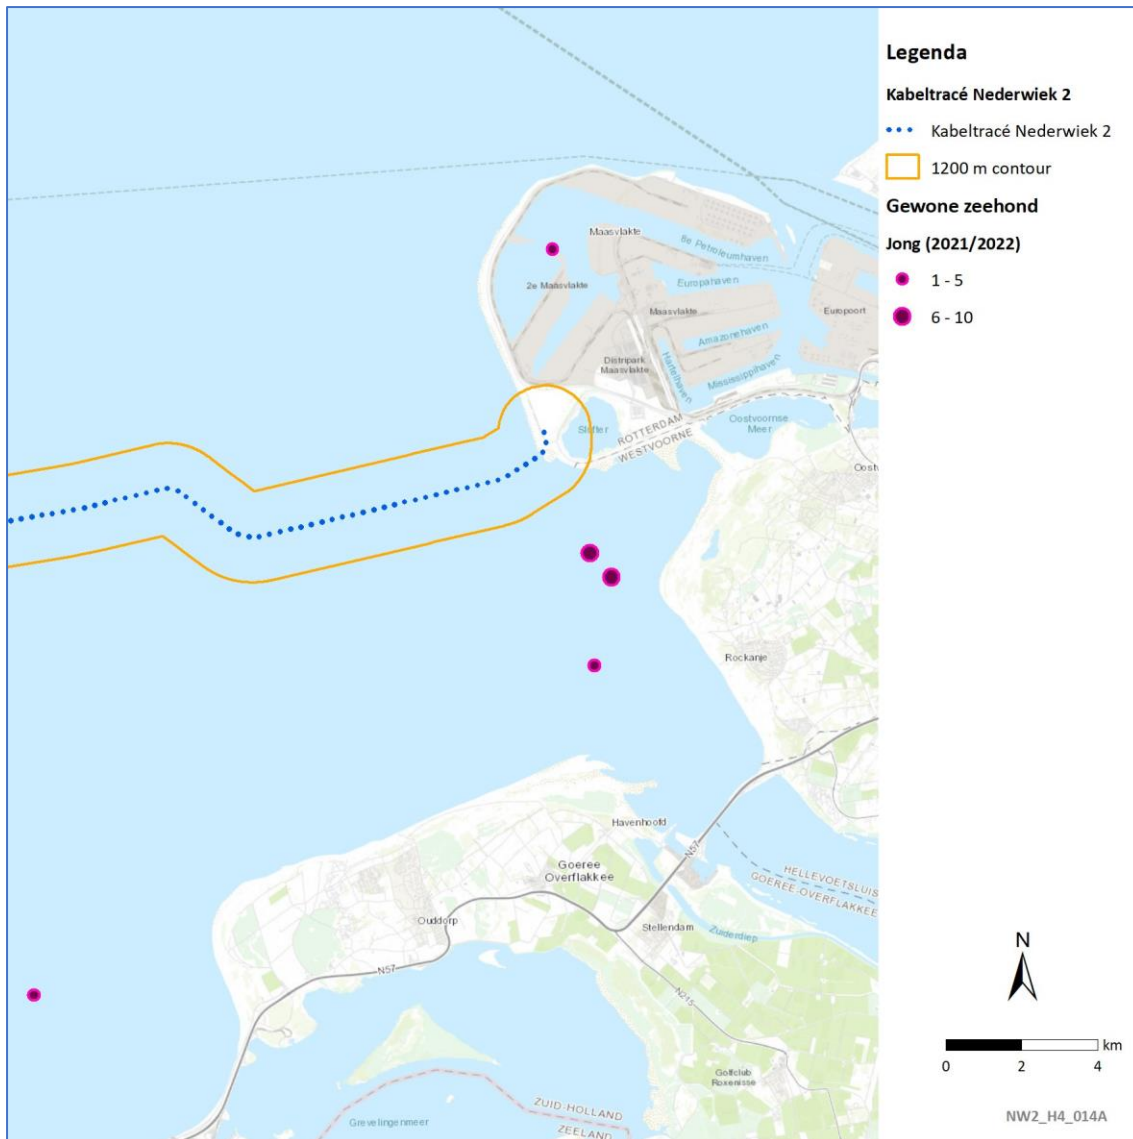 Legenda
Kabeltracé Nederwiek 2
Kabeltracé Nederwiek 2
1200 m contour
Gewone zeehond
Jong (2021/2022)
1 - 5
6 - 10
Maasvlakte
8e Petroleumhaven
2e Maasvlakte
Europahaven
Maasvlakte
Europoort
Amazonehaven
Distripark
Maasvlakte
Hartelhaven
Mississippihaven
Slufter
ROTTERDAM
WESTVOORNE
Oostvoornse
Meer
Rockanje
Havenhoofd
N57
Goeree
Overflakkee
HELLEVOETSLUIS
GOEREE-OVERFLAKKEE
Ouddorp
Stellendam
Zuiderdiep
N57
N215
N
km
0 2 4
Golfclub
Roxenisse
ZUID-HOLLAND
ZEELAND
Grevelingenmeer
NW2_H4_014A